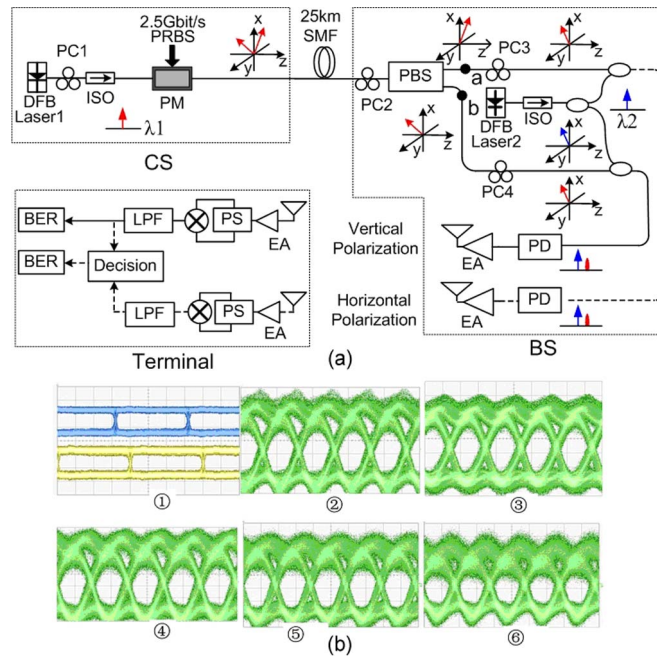 2.5Gbit/s
PRBS
PC1
DFB
Laser1
ISO
PM
λ1
CS
x
y
z
25km
SMF
PC2
PBS
a
b
x
y
z
PC3
x
y
z
DFB
Laser2
ISO
λ2
x
y
z
x
y
z
PC4
x
y
z
Vertical
Polarization
EA
PD
Horizontal
Polarization
EA
PD
BS
BER
LPF
PS
EA
BER
Decision
LPF
PS
EA
Terminal
(a)
①
②
③
④
⑤
⑥
(b)